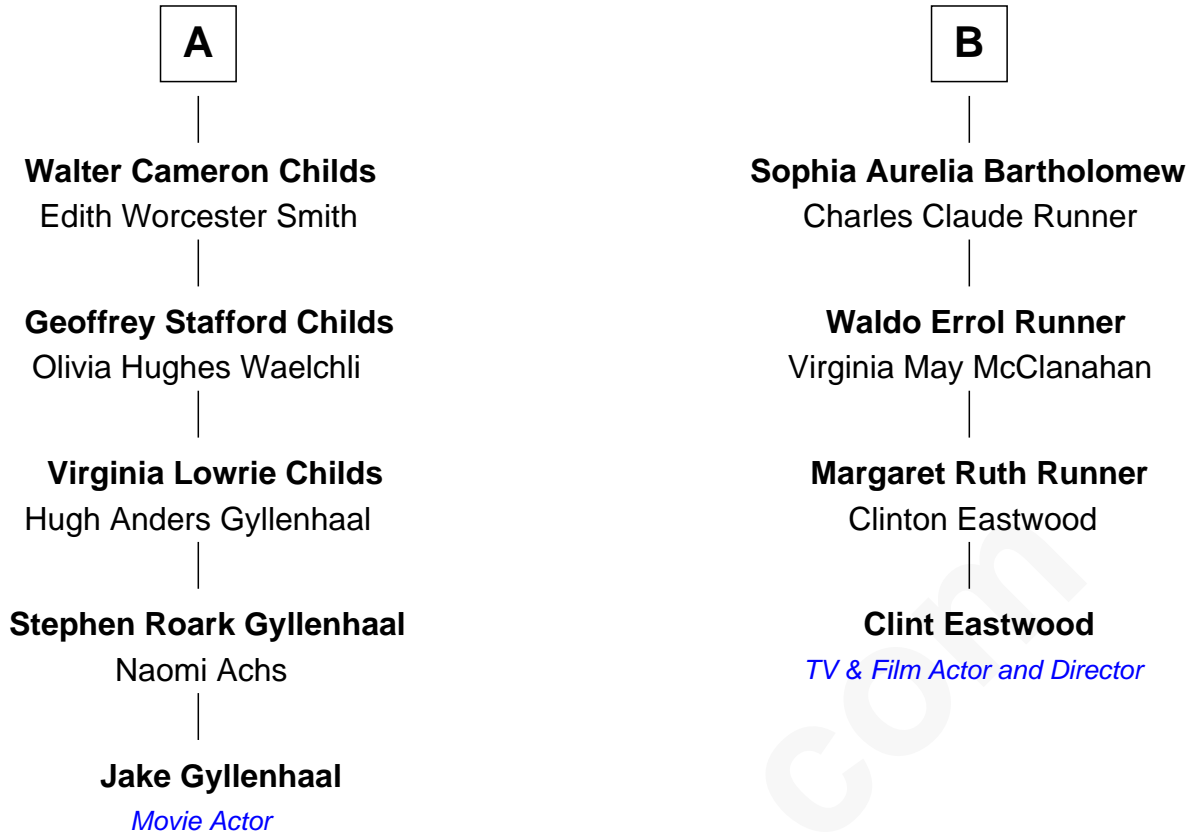 A
Walter Cameron Childs
Edith Worcester Smith
Geoffrey Stafford Childs
Olivia Hughes Waelchli
Virginia Lowrie Childs
Hugh Anders Gyllenhaal
Stephen Roark Gyllenhaal
Naomi Achs
Jake Gyllenhaal
Movie Actor
B
Sophia Aurelia Bartholomew
Charles Claude Runner
Waldo Errol Runner
Virginia May McClanahan
Margaret Ruth Runner
Clinton Eastwood
Clint Eastwood
TV & Film Actor and Director
com